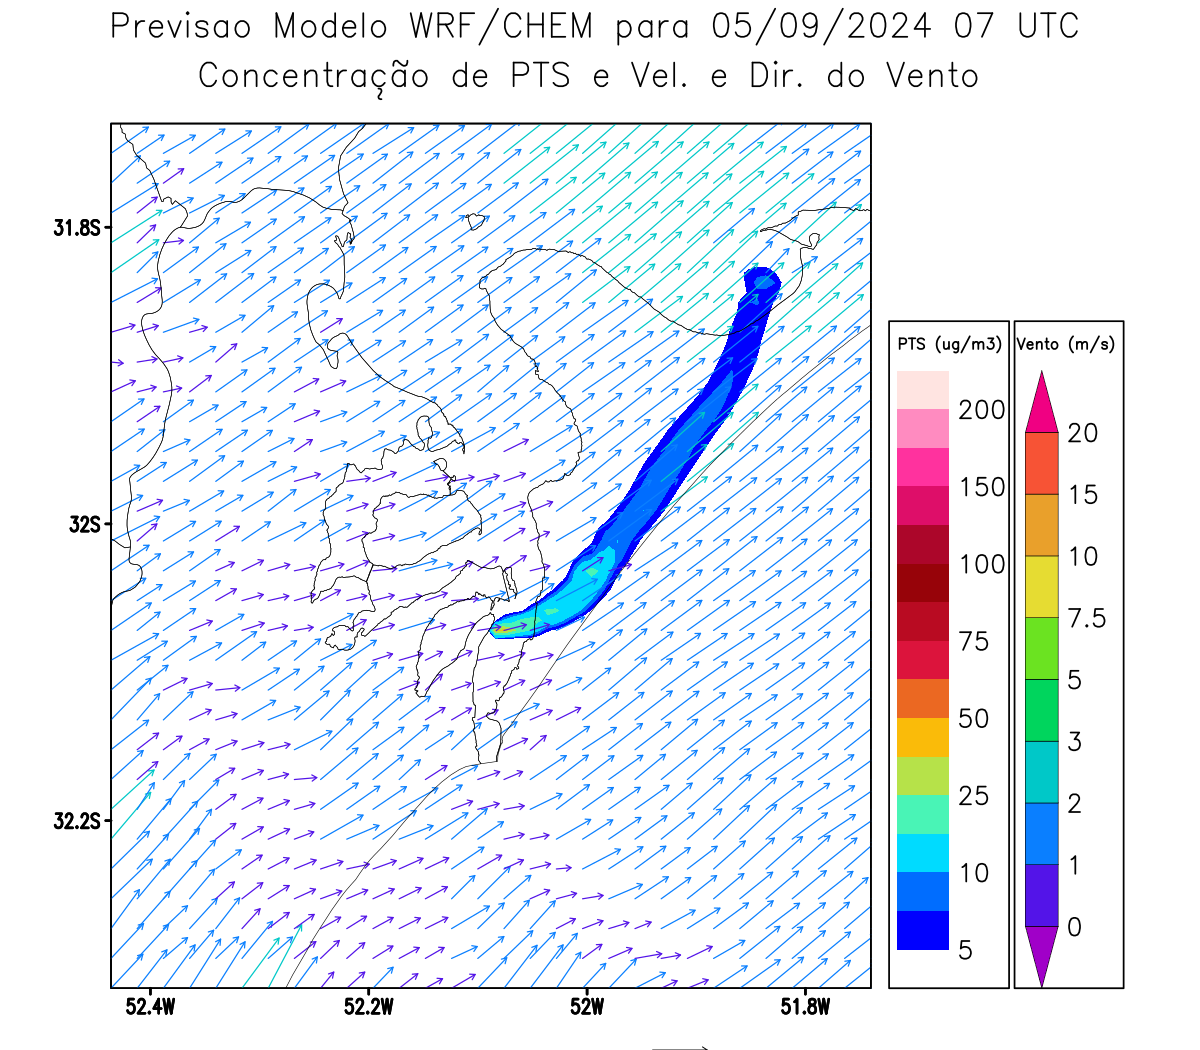 Previsao Modelo WRF/CHEM para 05/09/2024 07 UTC
Concentração de PTS e Vel. e Dir. do Vento
31.8S
32S
32.2S
52.4W
52.2W
52W
51.8W
PTS (ug/m3)
200
150
100
75
50
25
10
5
Vento (m/s)
20
15
10
7.5
5
3
2
1
0